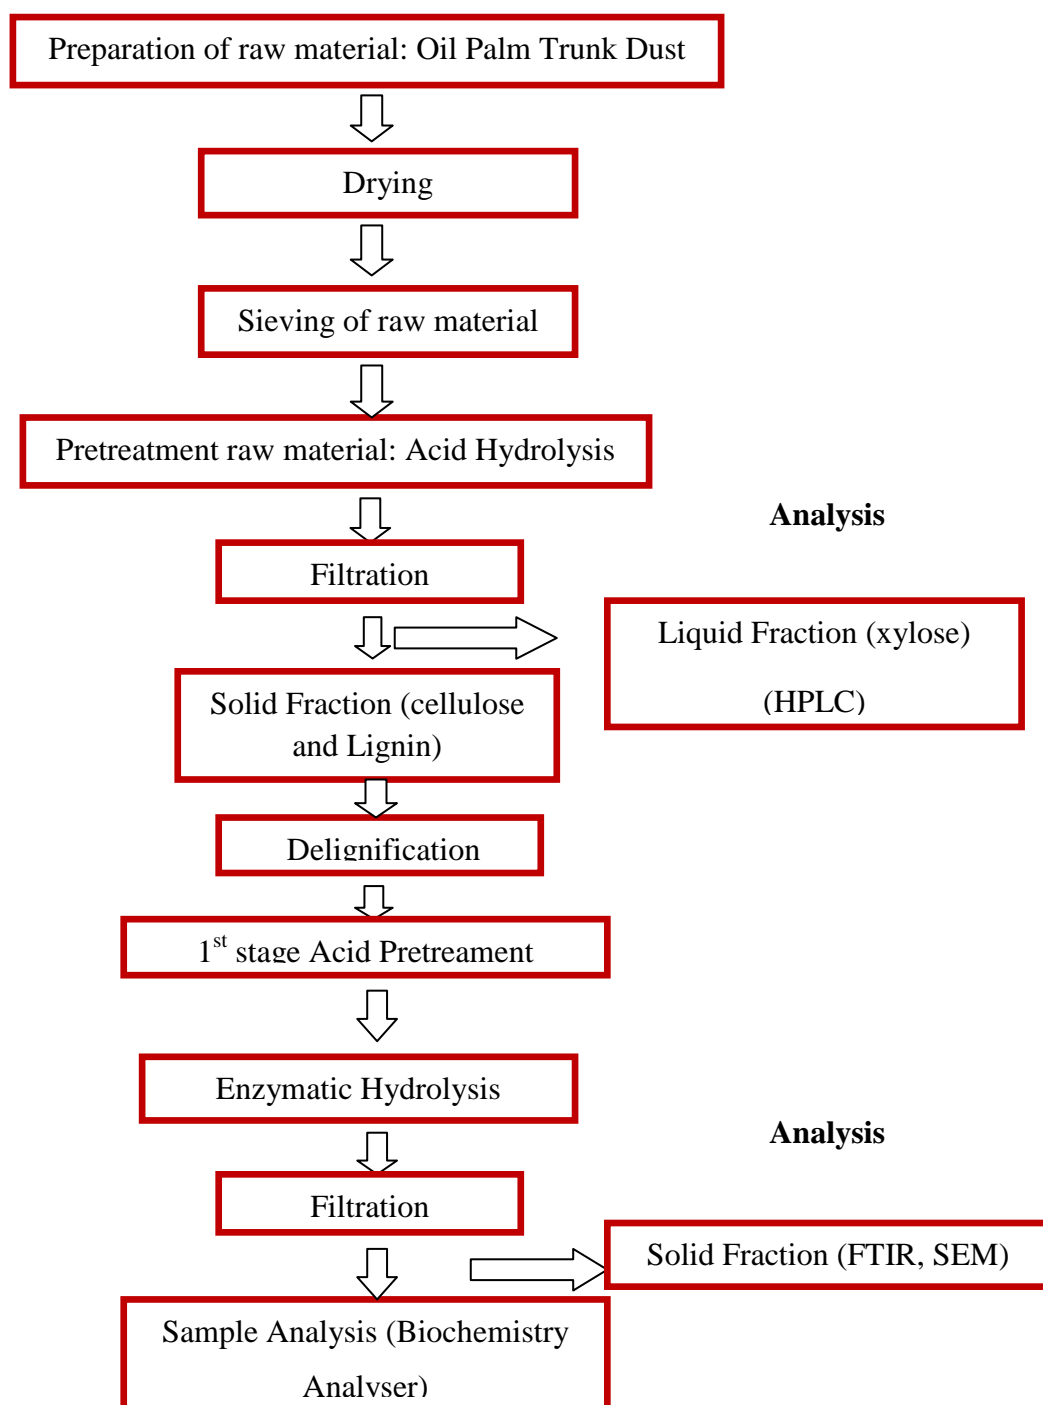 Preparation of raw material: Oil Palm Trunk Dust
Drying
Sieving of raw material
Pretreatment raw material: Acid Hydrolysis
Analysis
Filtration
Liquid Fraction (xylose)
(HPLC)
Solid Fraction (cellulose
and Lignin)
Delignification
1st stage Acid Pretreament
Enzymatic Hydrolysis
Analysis
Filtration
Solid Fraction (FTIR, SEM)
Sample Analysis (Biochemistry
Analyser)